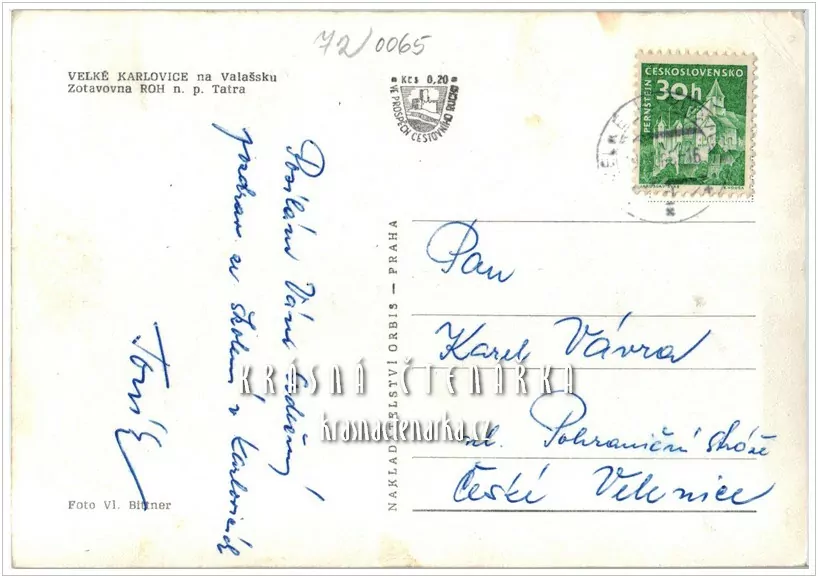 72/0065
VELKÉ KARLOVICE na Valašsku
Zotavovna ROH n. p. Tatra
Kčs 0,20
VE PROSPĚCH CESTOVNÍHO RUCHU
ČESKOSLOVENSKO
PERNŠTEJN
30h
Posílám Vám srdečný
pozdrav ze školení v Karlovicích
Toník
NAKLADATELSTVÍ ORBIS — PRAHA
Pan
Karel Vávra
ul. Pohraniční stráže
České Velenice
KRÁSNÁ ČTENÁŘKA
krasnactenarka.cz
Foto Vl. Bittner